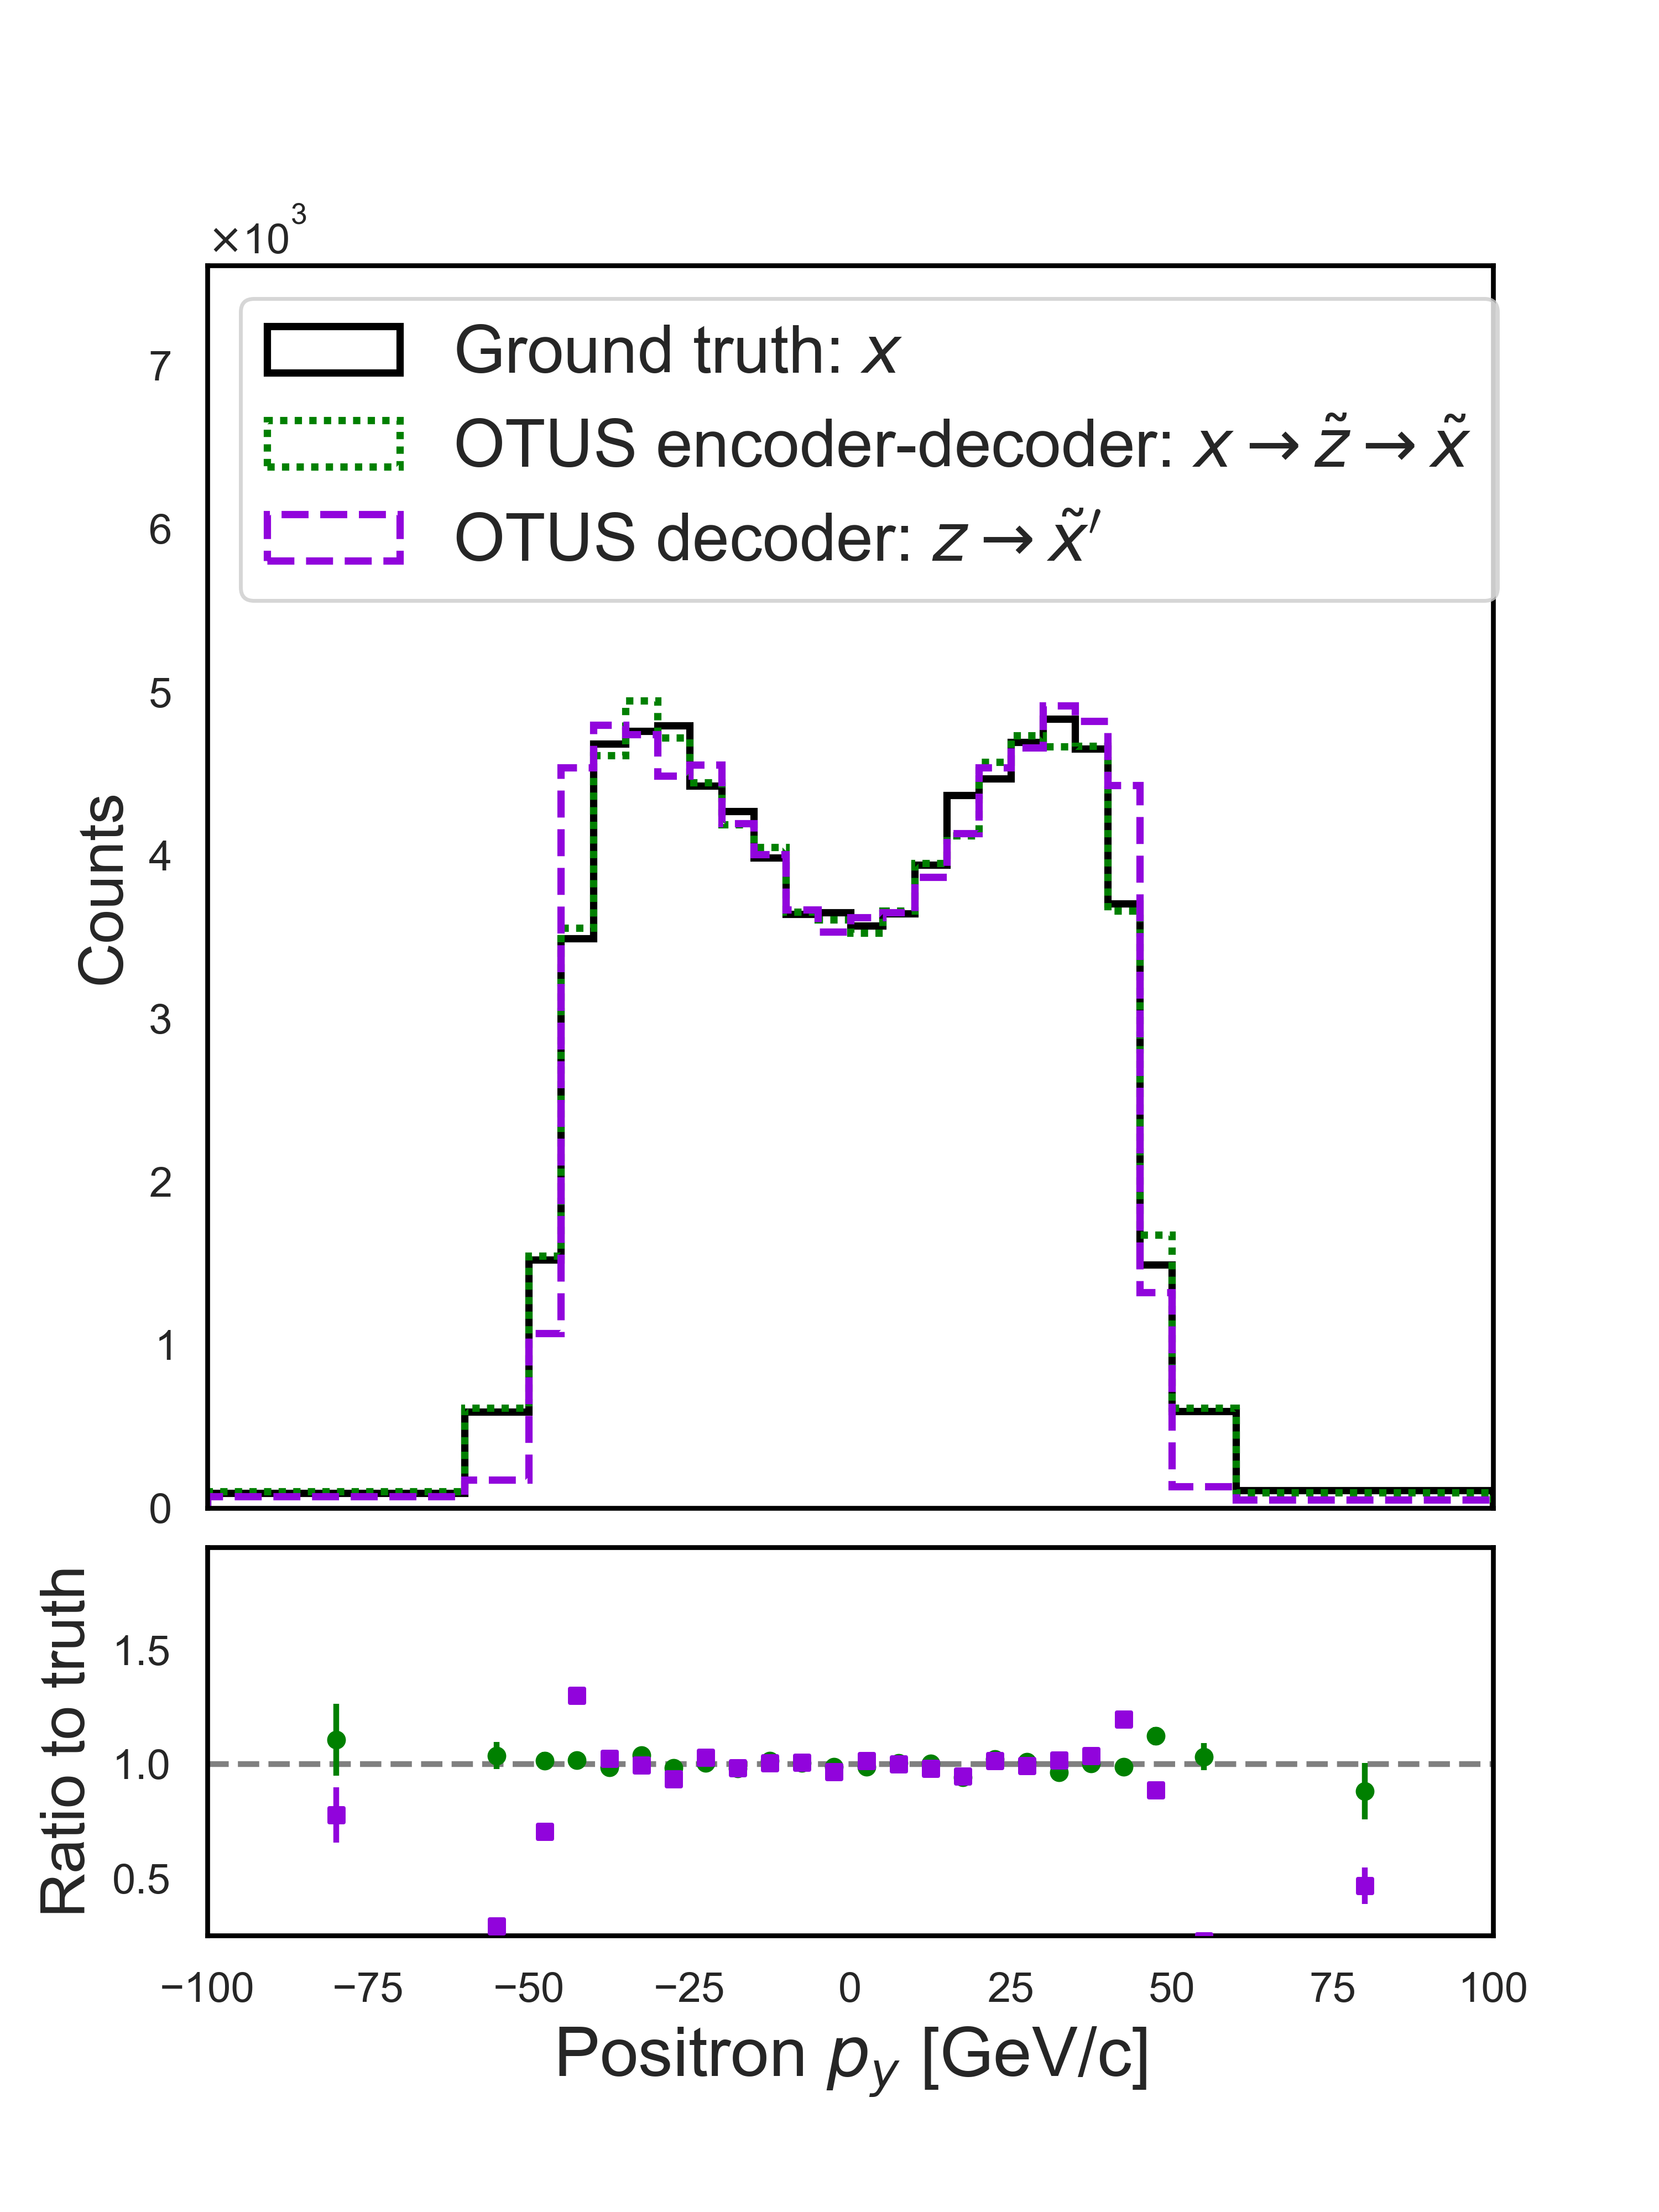 ×10³
Ground truth: x
OTUS encoder-decoder: x → z̃ → x̃
OTUS decoder: z → x̃′
7
6
5
4
3
2
1
0
Counts
1.5
1.0
0.5
Ratio to truth
−100 −75 −50 −25 0 25 50 75 100
Positron p_y [GeV/c]